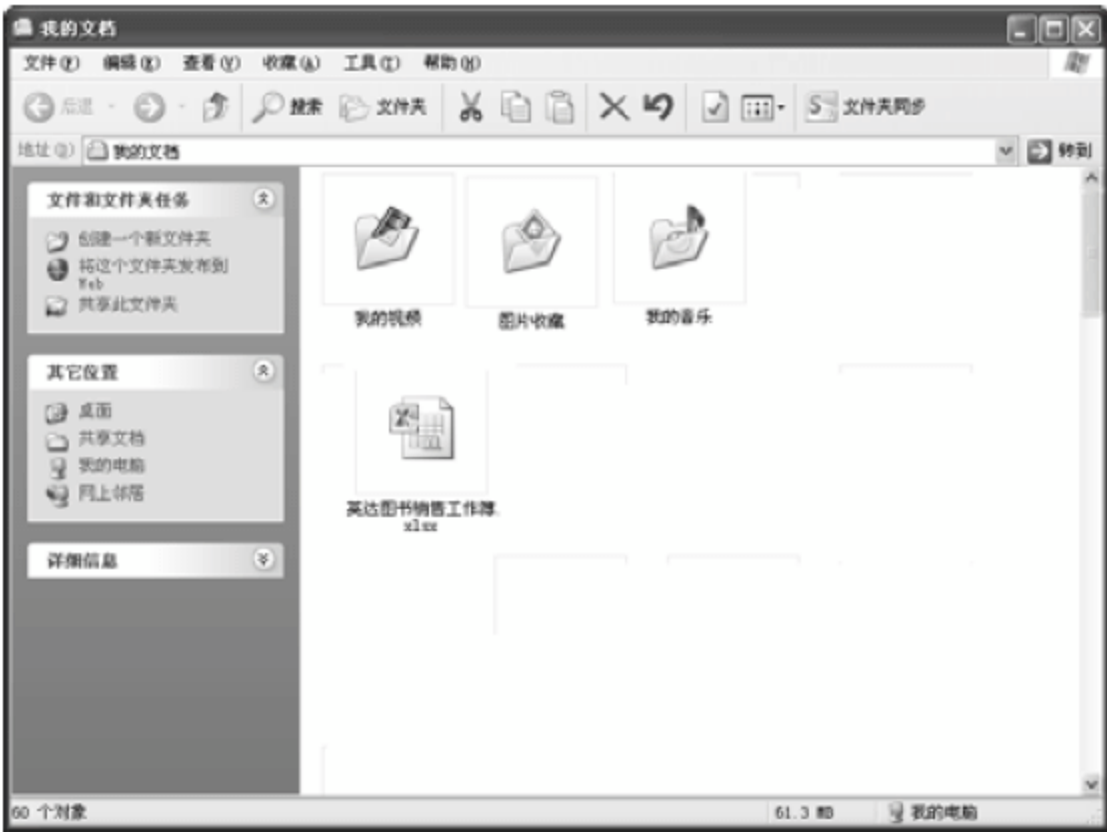 我的文档
文件(F) 编辑(E) 查看(V) 收藏(A) 工具(T) 帮助(H)
后退 搜索 文件夹 文件夹同步
地址(D) 我的文档 转到
文件和文件夹任务
创建一个新文件夹
将这个文件夹发布到
Web
共享此文件夹
其它位置
桌面
共享文档
我的电脑
网上邻居
详细信息
我的视频 图片收藏 我的音乐
英达图书销售工作簿.
xlsx
60 个对象 61.3 MB 我的电脑